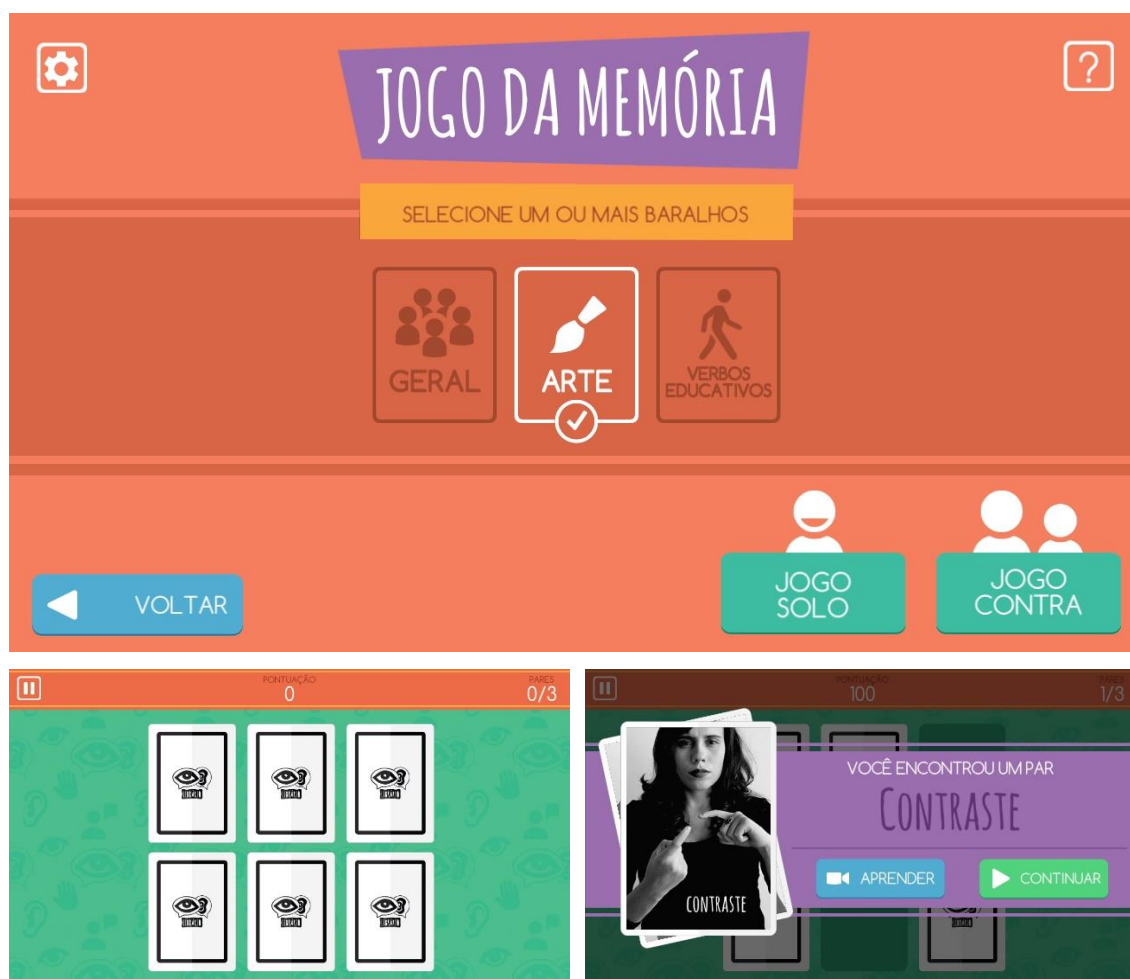 JOGO DA MEMÓRIA
?
SELECIONE UM OU MAIS BARALHOS
GERAL
ARTE
VERBOS
EDUCATIVOS
VOLTAR
JOGO
SOLO
JOGO
CONTRA
PONTUAÇÃO
0
PARES
0/3
PONTUAÇÃO
100
PARES
1/3
VOCÊ ENCONTROU UM PAR
CONTRASTE
CONTRASTE
APRENDER
CONTINUAR